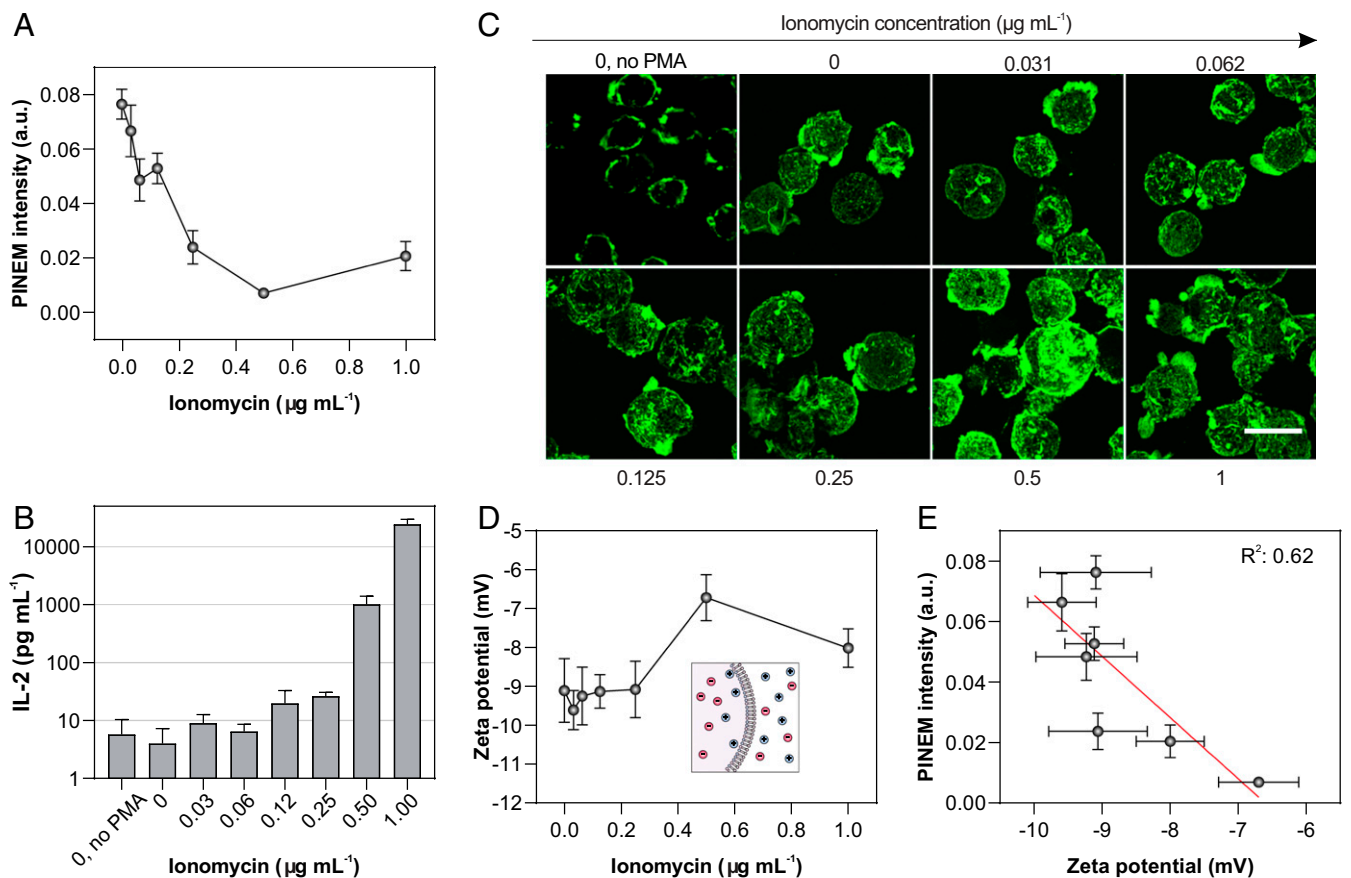 A
PINEM intensity (a.u.)
0.08
0.06
0.04
0.02
0.00
0.0 0.2 0.4 0.6 0.8 1.0
Ionomycin (µg mL⁻¹)
C
Ionomycin concentration (µg mL⁻¹)
0, no PMA 0 0.031 0.062
0.125 0.25 0.5 1
B
IL-2 (pg mL⁻¹)
10000
1000
100
10
1
0, no PMA 0 0.03 0.06 0.12 0.25 0.50 1.00
Ionomycin (µg mL⁻¹)
D
Zeta potential (mV)
-5
-6
-7
-8
-9
-10
-11
-12
0.0 0.2 0.4 0.6 0.8 1.0
Ionomycin (µg mL⁻¹)
E
PINEM intensity (a.u.)
R²: 0.62
0.08
0.06
0.04
0.02
0.00
-10 -9 -8 -7 -6
Zeta potential (mV)